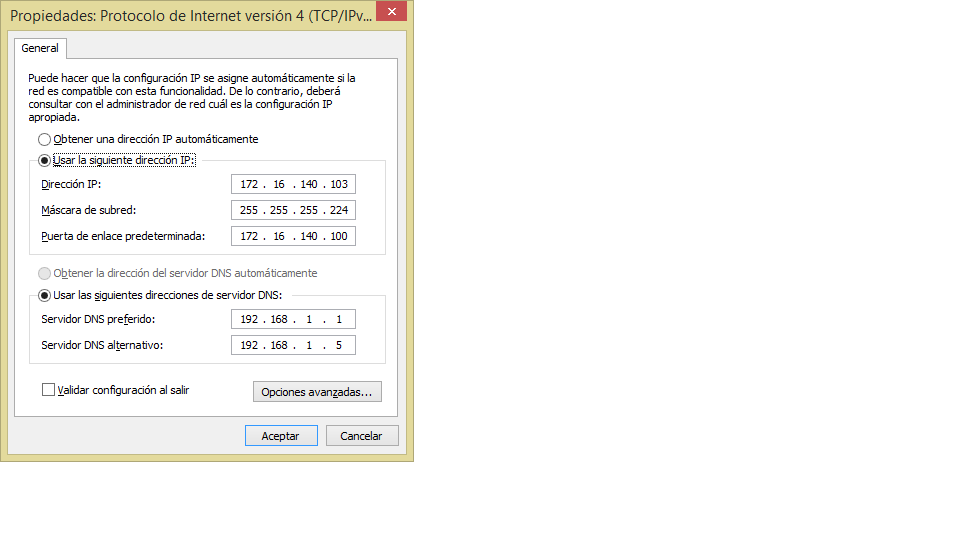 Propiedades: Protocolo de Internet versión 4 (TCP/IPv...
General
Puede hacer que la configuración IP se asigne automáticamente si la
red es compatible con esta funcionalidad. De lo contrario, deberá
consultar con el administrador de red cuál es la configuración IP
apropiada.
Obtener una dirección IP automáticamente
Usar la siguiente dirección IP:
Dirección IP: 172 . 16 . 140 . 103
Máscara de subred: 255 . 255 . 255 . 224
Puerta de enlace predeterminada: 172 . 16 . 140 . 100
Obtener la dirección del servidor DNS automáticamente
Usar las siguientes direcciones de servidor DNS:
Servidor DNS preferido: 192 . 168 . 1 . 1
Servidor DNS alternativo: 192 . 168 . 1 . 5
Validar configuración al salir
Opciones avanzadas...
Aceptar Cancelar